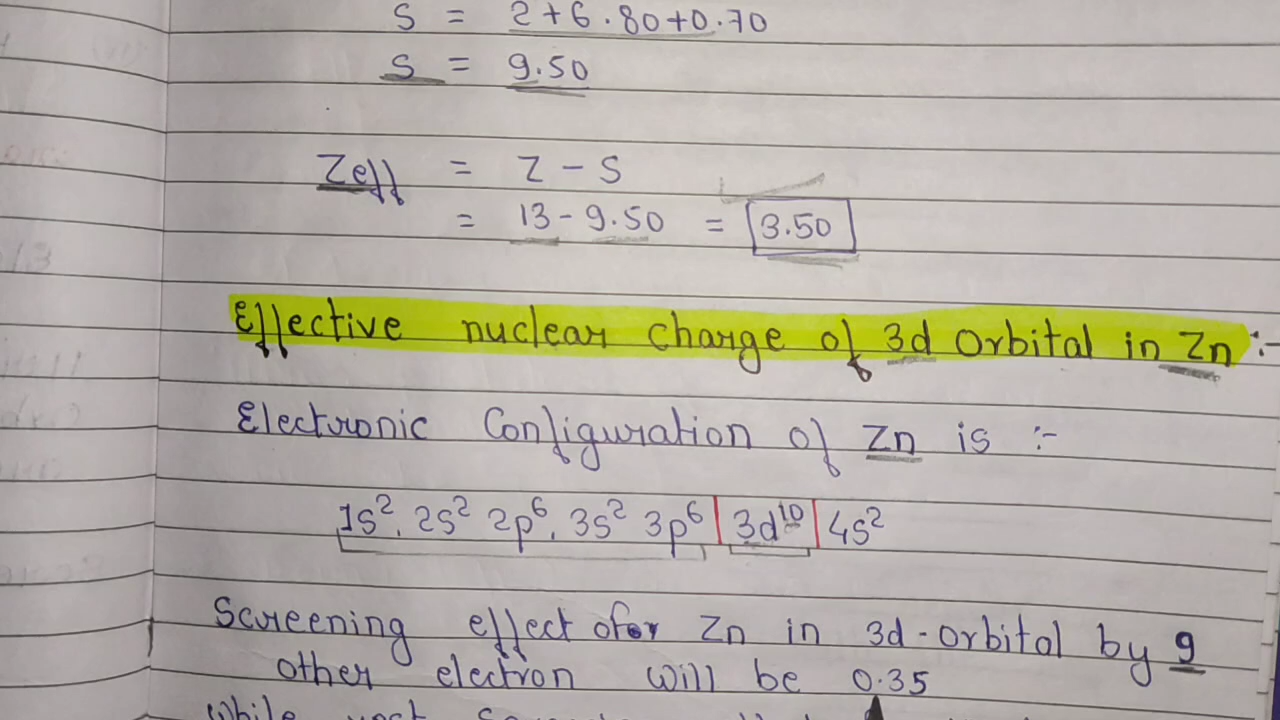 S = 2+6.80+0.70
S = 9.50
Zeff = Z - S
= 13 - 9.50 = 3.50
Effective nuclear charge of 3d Orbital in Zn :-
Electronic Configuration of Zn is :-
1s², 2s² 2p⁶, 3s² 3p⁶ | 3d¹⁰ | 4s²
Screening effect ofor Zn in 3d-orbital by 9
other electron will be 0.35